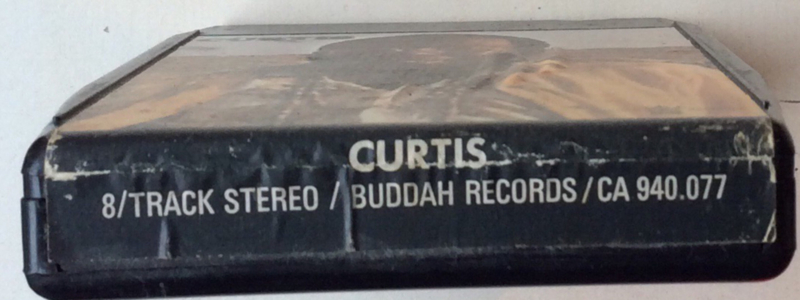 CURTIS
8/TRACK STEREO / BUDDAH RECORDS / CA 940.077